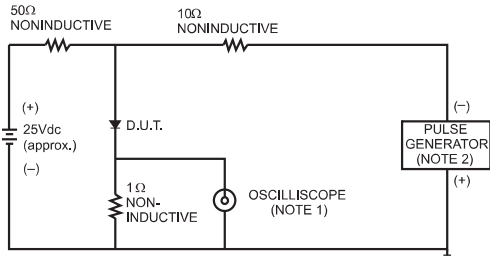 50Ω
NONINDUCTIVE
10Ω
NONINDUCTIVE
(+)
25Vdc
(approx.)
(–)
D.U.T.
1Ω
NON-
INDUCTIVE
OSCILLISCOPE
(NOTE 1)
(–)
PULSE
GENERATOR
(NOTE 2)
(+)